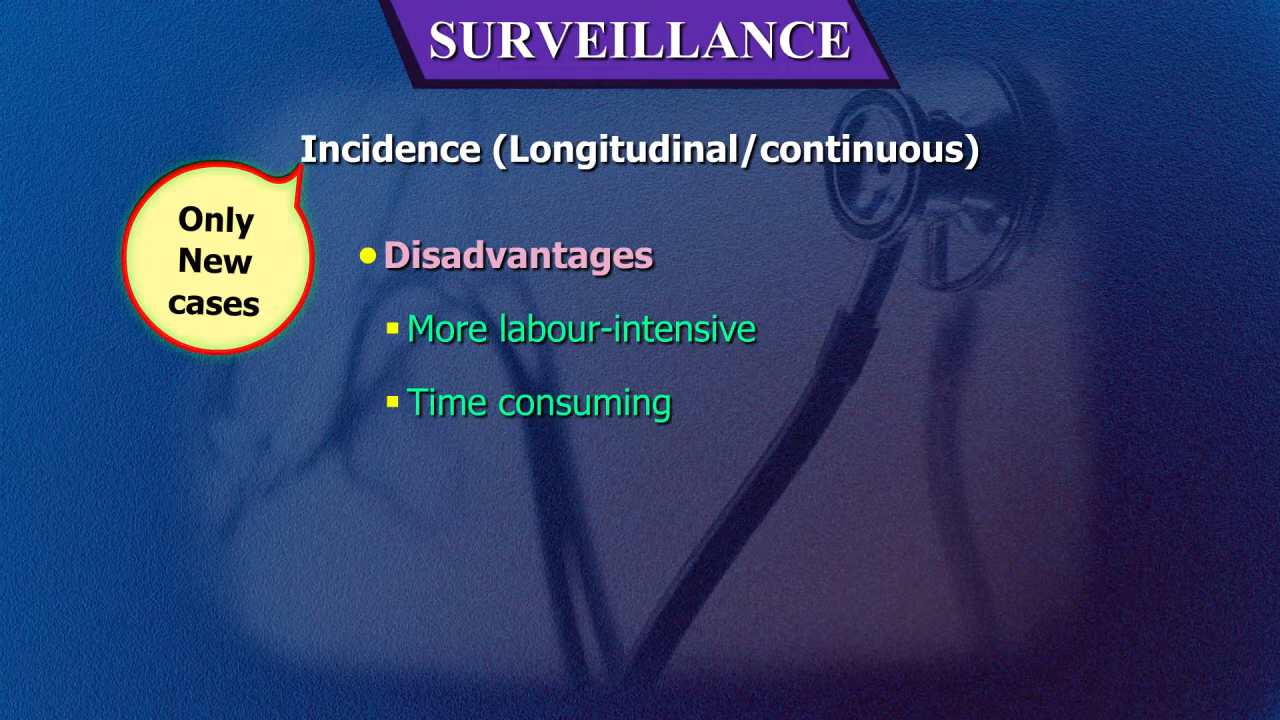 SURVEILLANCE
Incidence (Longitudinal/continuous)
Only
New
cases
Disadvantages
More labour-intensive
Time consuming